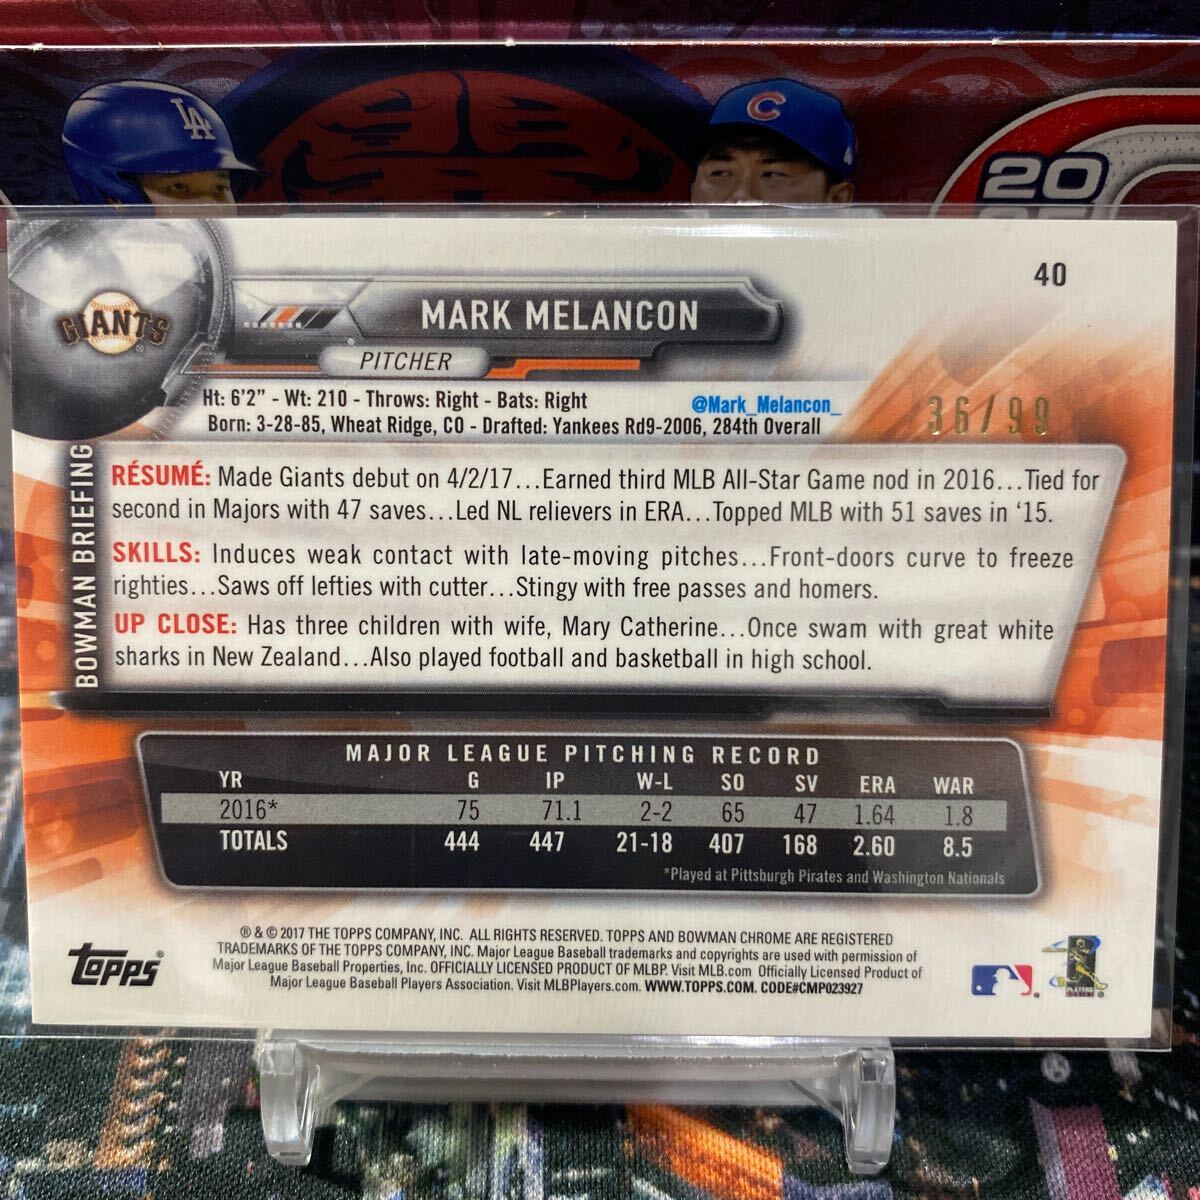 LA
C
20
40
GIANTS
MARK MELANCON
PITCHER
Ht: 6'2" - Wt: 210 - Throws: Right - Bats: Right
@Mark_Melancon_
Born: 3-28-85, Wheat Ridge, CO - Drafted: Yankees Rd9-2006, 284th Overall
36/99
BOWMAN BRIEFING
RÉSUMÉ: Made Giants debut on 4/2/17...Earned third MLB All-Star Game nod in 2016...Tied for
second in Majors with 47 saves...Led NL relievers in ERA...Topped MLB with 51 saves in '15.
SKILLS: Induces weak contact with late-moving pitches...Front-doors curve to freeze
righties...Saws off lefties with cutter...Stingy with free passes and homers.
UP CLOSE: Has three children with wife, Mary Catherine...Once swam with great white
sharks in New Zealand...Also played football and basketball in high school.
MAJOR LEAGUE PITCHING RECORD
YR G IP W-L SO SV ERA WAR
2016* 75 71.1 2-2 65 47 1.64 1.8
TOTALS 444 447 21-18 407 168 2.60 8.5
*Played at Pittsburgh Pirates and Washington Nationals
® & © 2017 THE TOPPS COMPANY, INC. ALL RIGHTS RESERVED. TOPPS AND BOWMAN CHROME ARE REGISTERED
TRADEMARKS OF THE TOPPS COMPANY, INC. Major League Baseball trademarks and copyrights are used with permission of
Major League Baseball Properties, Inc. OFFICIALLY LICENSED PRODUCT OF MLBP. Visit MLB.com Officially Licensed Product of
Major League Baseball Players Association. Visit MLBPlayers.com. WWW.TOPPS.COM. CODE#CMP023927
TOPPS®
PLAYERS